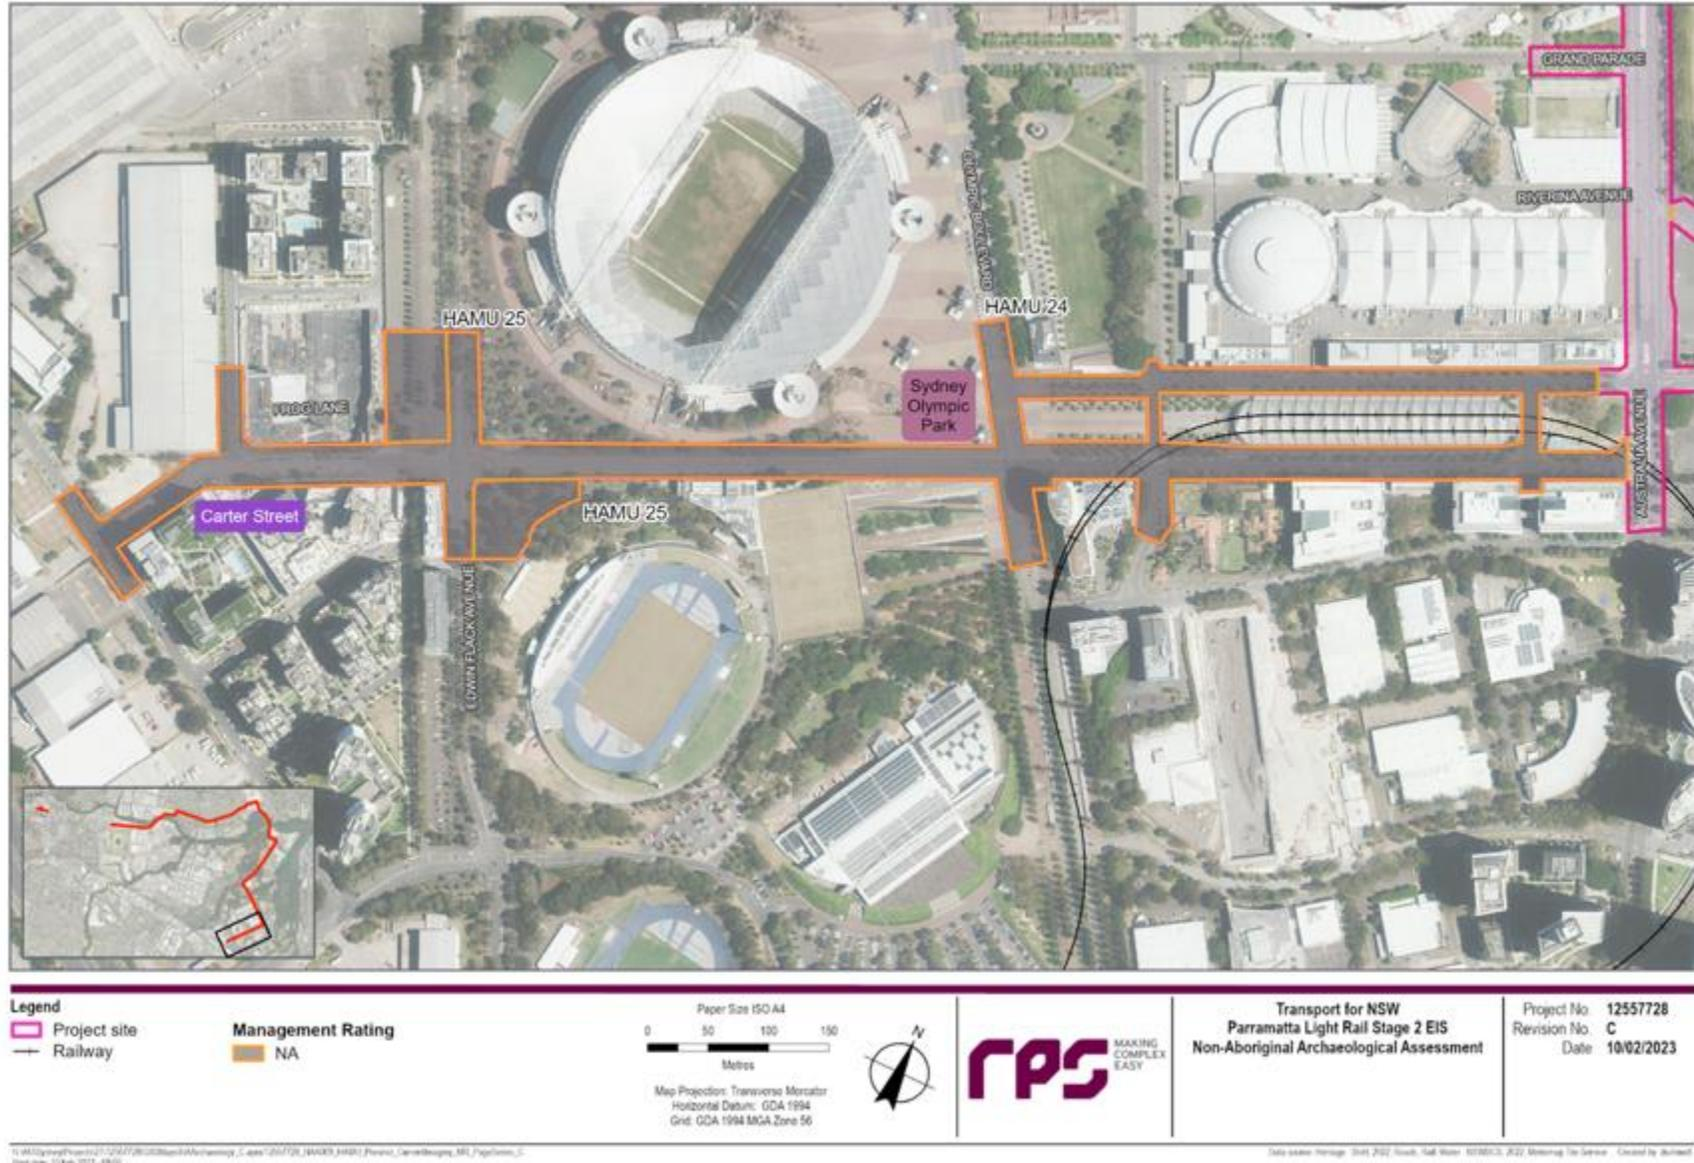 GRAND PARADE
RIVERINA AVENUE
OLYMPIC BOULEVARD
HAMU 25
HAMU 24
Sydney
Olympic
Park
FROG LANE
AUSTRALIA AVENUE
Carter Street
HAMU 25
EDWIN FLACK AVENUE
Legend
Project site
Railway
Management Rating
NA
Paper Size ISO A4
0 50 100 150
Metres
Map Projection: Transverse Mercator
Horizontal Datum: GDA 1994
Grid: GDA 1994 MGA Zone 56
N
rps
MAKING
COMPLEX
EASY
Transport for NSW
Parramatta Light Rail Stage 2 EIS
Non-Aboriginal Archaeological Assessment
Project No. 12557728
Revision No. C
Date 10/02/2023